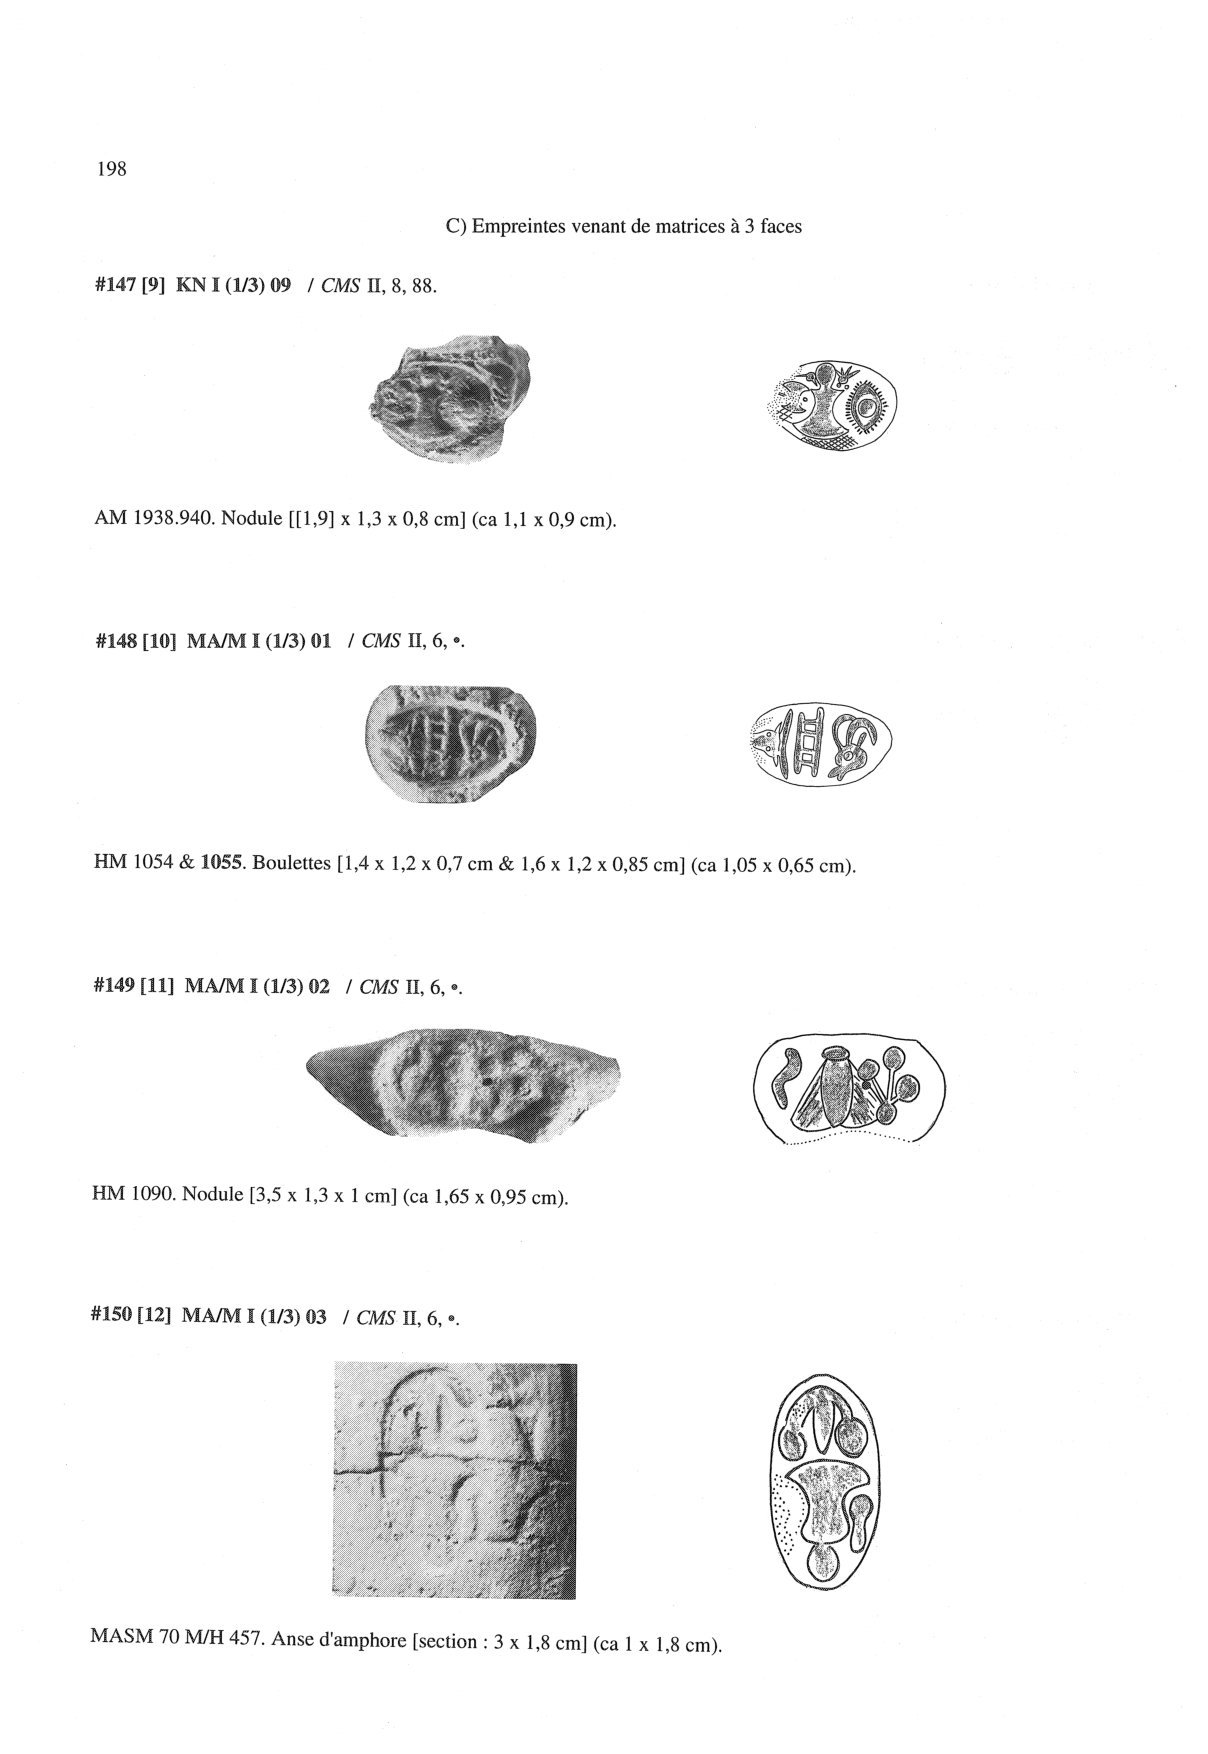 198
C) Empreintes venant de matrices à 3 faces
#147 [9] KN I (1/3) 09 / CMS II, 8, 88.
AM 1938.940. Nodule [[1,9] x 1,3 x 0,8 cm] (ca 1,1 x 0,9 cm).
#148 [10] MA/M I (1/3) 01 / CMS II, 6, •.
HM 1054 & 1055. Boulettes [1,4 x 1,2 x 0,7 cm & 1,6 x 1,2 x 0,85 cm] (ca 1,05 x 0,65 cm).
#149 [11] MA/M I (1/3) 02 / CMS II, 6, •.
HM 1090. Nodule [3,5 x 1,3 x 1 cm] (ca 1,65 x 0,95 cm).
#150 [12] MA/M I (1/3) 03 / CMS II, 6, •.
MASM 70 M/H 457. Anse d'amphore [section : 3 x 1,8 cm] (ca 1 x 1,8 cm).